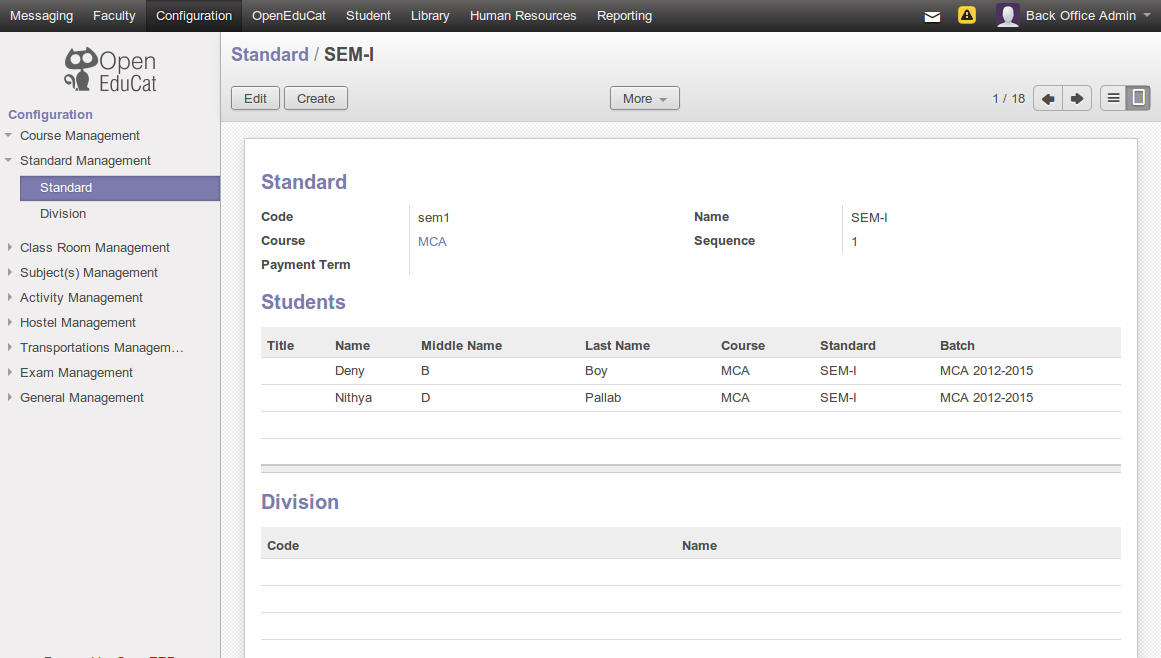 Messaging Faculty Configuration OpenEduCat Student Library Human Resources Reporting Back Office Admin
Open
EduCat
Configuration
Course Management
Standard Management
Standard
Division
Class Room Management
Subject(s) Management
Activity Management
Hostel Management
Transportations Managem…
Exam Management
General Management
Standard / SEM-I
Edit Create More 1 / 18
Standard
Code sem1 Name SEM-I
Course MCA Sequence 1
Payment Term
Students
Title Name Middle Name Last Name Course Standard Batch
Deny B Boy MCA SEM-I MCA 2012-2015
Nithya D Pallab MCA SEM-I MCA 2012-2015
Division
Code Name